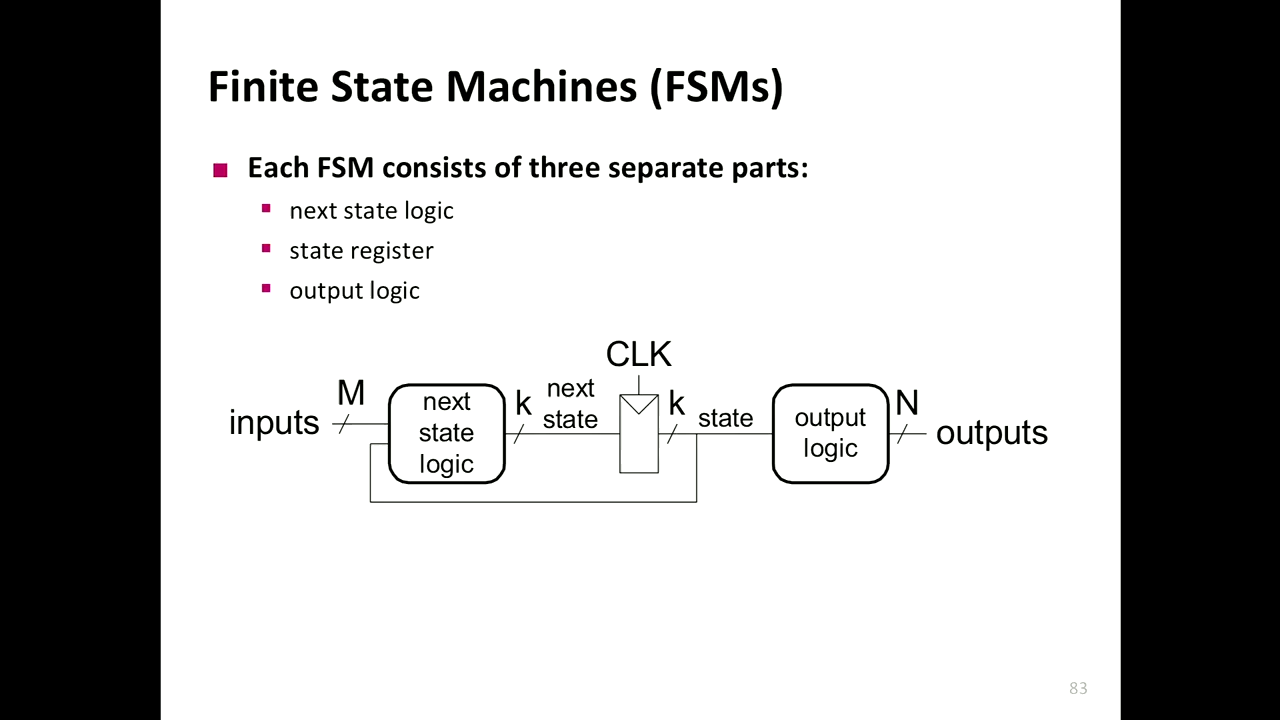 Finite State Machines (FSMs)
Each FSM consists of three separate parts:
next state logic
state register
output logic
CLK
inputs
M
next
state
logic
k
next
state
k
state
output
logic
N
outputs
83